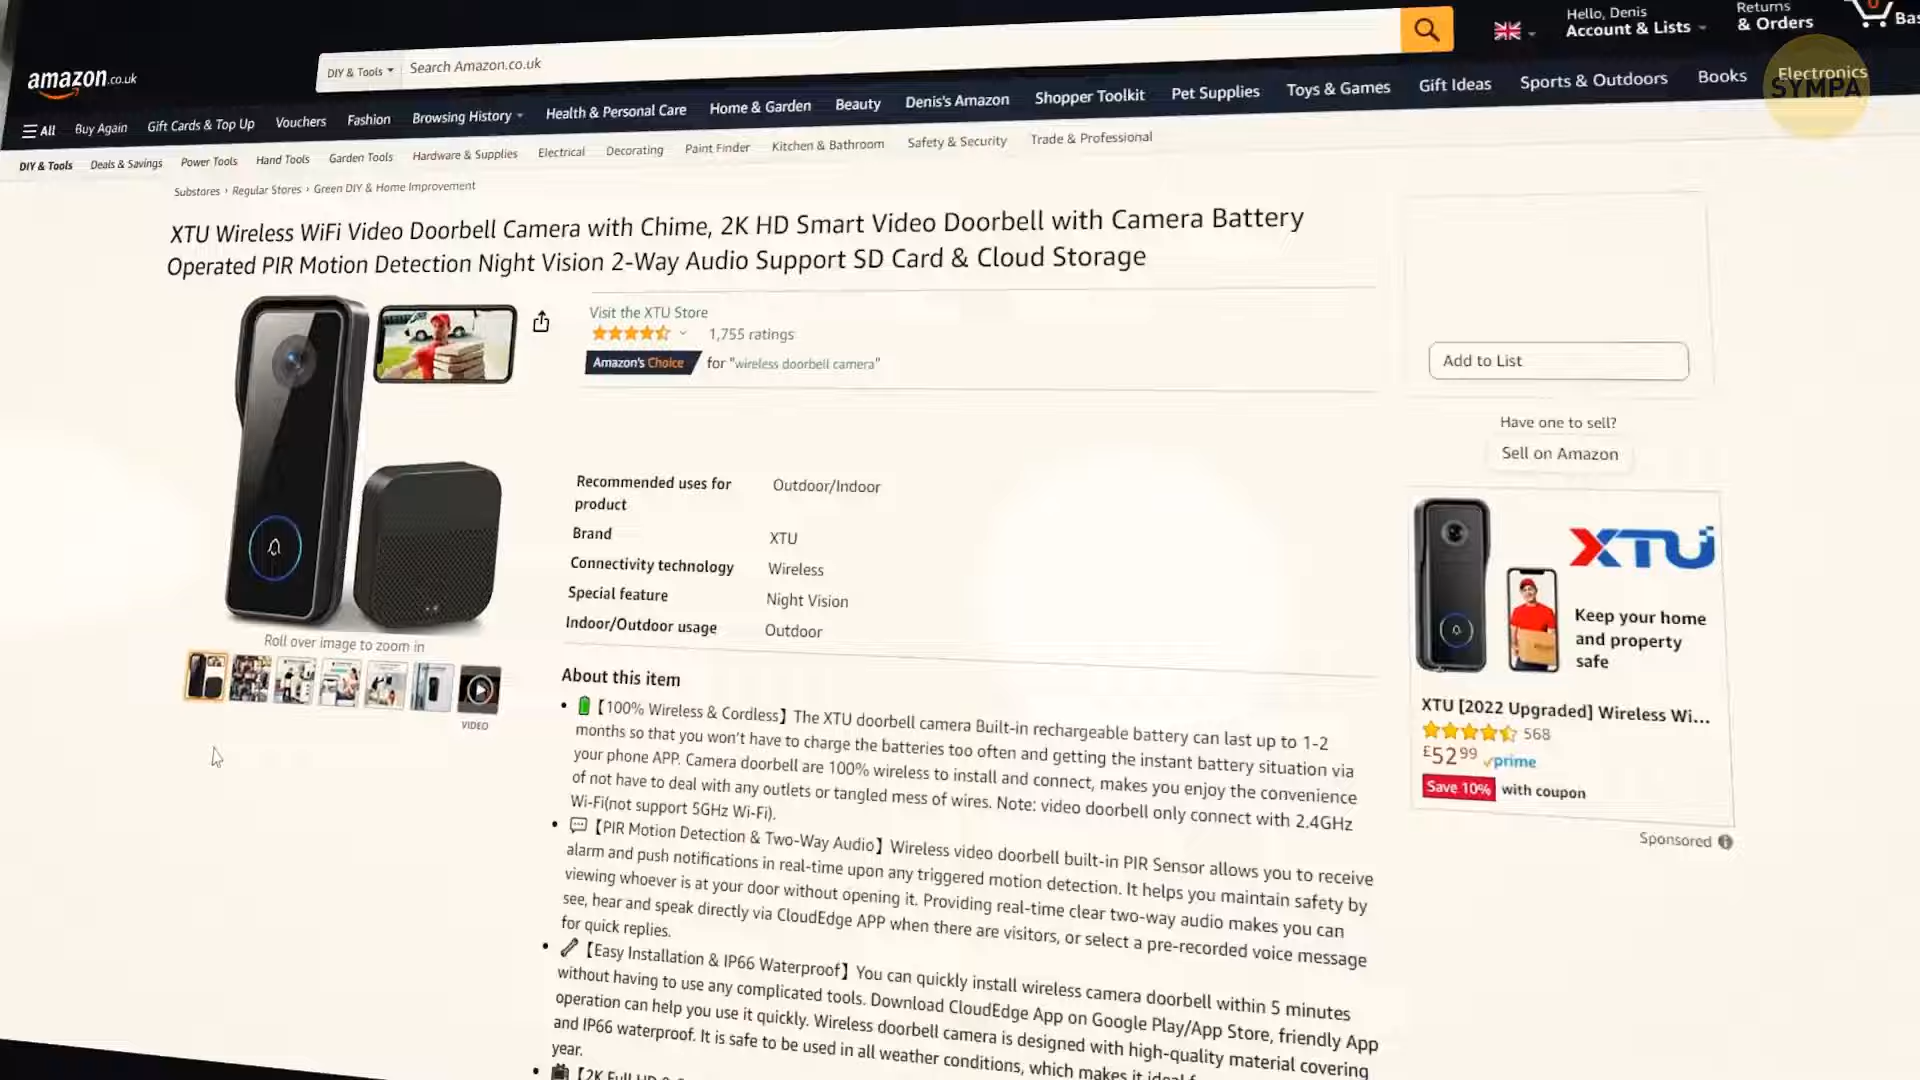 Hello, Denis
Account & Lists
Returns
& Orders
0
amazon.co.uk
DIY & Tools
Search Amazon.co.uk
All
Buy Again
Gift Cards & Top Up
Vouchers
Fashion
Browsing History
Health & Personal Care
Home & Garden
Beauty
Denis's Amazon
Shopper Toolkit
Pet Supplies
Toys & Games
Gift Ideas
Sports & Outdoors
Books
Electronics
SYMPA
DIY & Tools
Deals & Savings
Power Tools
Hand Tools
Garden Tools
Hardware & Supplies
Electrical
Decorating
Paint Finder
Kitchen & Bathroom
Safety & Security
Trade & Professional
Substores › Regular Stores › Green DIY & Home Improvement
XTU Wireless WiFi Video Doorbell Camera with Chime, 2K HD Smart Video Doorbell with Camera Battery
Operated PIR Motion Detection Night Vision 2-Way Audio Support SD Card & Cloud Storage
Visit the XTU Store
1,755 ratings
Amazon's Choice for "wireless doorbell camera"
Recommended uses for
product
Outdoor/Indoor
Brand
XTU
Connectivity technology
Wireless
Special feature
Night Vision
Indoor/Outdoor usage
Outdoor
Roll over image to zoom in
VIDEO
About this item
• 【100% Wireless & Cordless】The XTU doorbell camera Built-in rechargeable battery can last up to 1-2
months so that you won't have to charge the batteries too often and getting the instant battery situation via
your phone APP. Camera doorbell are 100% wireless to install and connect, makes you enjoy the convenience
of not have to deal with any outlets or tangled mess of wires. Note: video doorbell only connect with 2.4GHz
Wi-Fi(not support 5GHz Wi-Fi).
• 【PIR Motion Detection & Two-Way Audio】Wireless video doorbell built-in PIR Sensor allows you to receive
alarm and push notifications in real-time upon any triggered motion detection. It helps you maintain safety by
viewing whoever is at your door without opening it. Providing real-time clear two-way audio makes you can
see, hear and speak directly via CloudEdge APP when there are visitors, or select a pre-recorded voice message
for quick replies.
• 【Easy Installation & IP66 Waterproof】You can quickly install wireless camera doorbell within 5 minutes
without having to use any complicated tools. Download CloudEdge App on Google Play/App Store, friendly App
operation can help you use it quickly. Wireless doorbell camera is designed with high-quality material covering
and IP66 waterproof. It is safe to be used in all weather conditions, which makes it ideal
year.
• 【2K Full HD
Add to List
Have one to sell?
Sell on Amazon
XTU
Keep your home
and property
safe
XTU [2022 Upgraded] Wireless Wi...
568
£52.99 prime
Save 10% with coupon
Sponsored